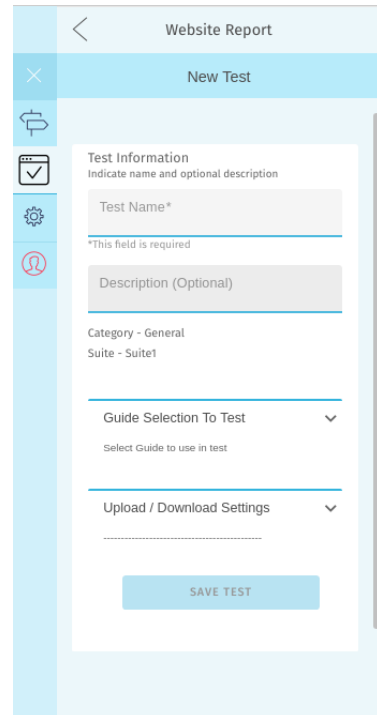 Website Report
New Test
Test Information
Indicate name and optional description
Test Name*
*This field is required
Description (Optional)
Category - General
Suite - Suite1
Guide Selection To Test
Select Guide to use in test
Upload / Download Settings
--------------------------------------------
SAVE TEST